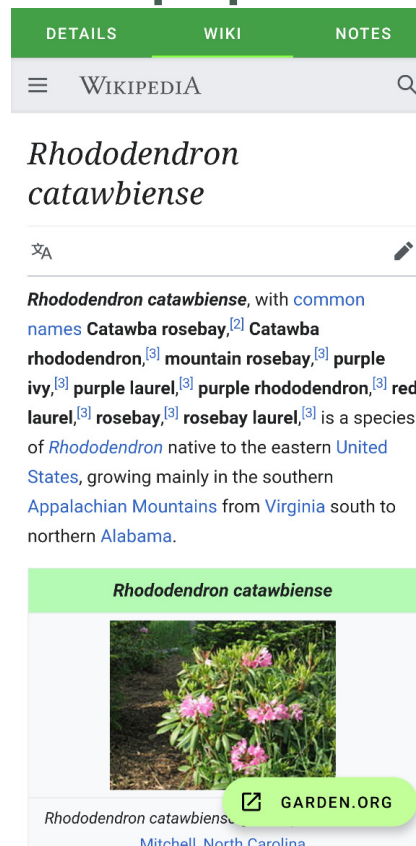 DETAILS WIKI NOTES
WIKIPEDIA
Rhododendron
catawbiense
Rhododendron catawbiense, with common
names Catawba rosebay,[2] Catawba
rhododendron,[3] mountain rosebay,[3] purple
ivy,[3] purple laurel,[3] purple rhododendron,[3] red
laurel,[3] rosebay,[3] rosebay laurel,[3] is a species
of Rhododendron native to the eastern United
States, growing mainly in the southern
Appalachian Mountains from Virginia south to
northern Alabama.
Rhododendron catawbiense
GARDEN.ORG
Rhododendron catawbiense
Mitchell, North Carolina